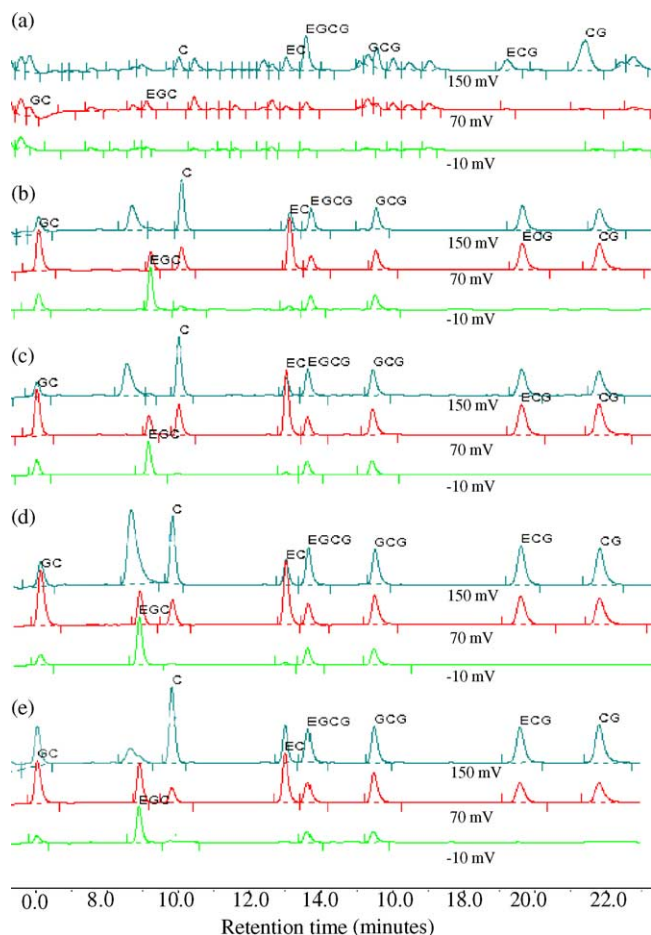 (a)
EGCG
C
EC
GCG
ECG
CG
150 mV
GC
EGC
70 mV
-10 mV
(b)
C
GC
EC
EGCG
GCG
150 mV
EGC
ECG
CG
70 mV
-10 mV
(c)
C
GC
EC
EGCG
GCG
150 mV
ECG
CG
EGC
70 mV
-10 mV
(d)
C
GC
EC
EGCG
GCG
ECG
CG
150 mV
EGC
70 mV
-10 mV
(e)
C
GC
EC
EGCG
GCG
ECG
CG
150 mV
EGC
70 mV
-10 mV
0.0 8.0 10.0 12.0 14.0 10.0 18.0 20.0 22.0
Retention time (minutes)